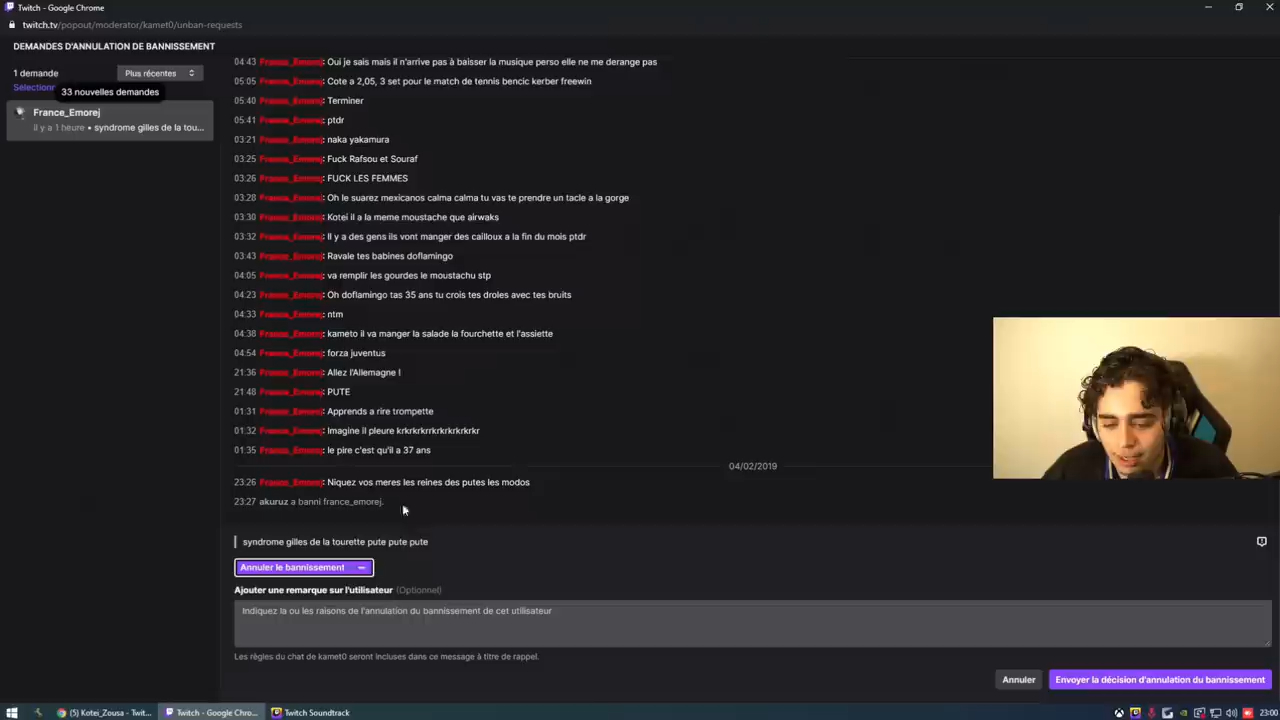 Twitch - Google Chrome
twitch.tv/popout/moderator/kamet0/unban-requests
DEMANDES D'ANNULATION DE BANNISSEMENT
1 demande
Plus récentes
Sélection
33 nouvelles demandes
France_Emorej
il y a 1 heure • syndrome gilles de la tou...
04:43 France_Emorej: Oui je sais mais il n'arrive pas à baisser la musique perso elle ne me derange pas
05:05 France_Emorej: Cote a 2,05, 3 set pour le match de tennis bencic kerber freewin
05:40 France_Emorej: Terminer
05:41 France_Emorej: ptdr
03:21 France_Emorej: naka yakamura
03:25 France_Emorej: Fuck Rafsou et Souraf
03:26 France_Emorej: FUCK LES FEMMES
03:28 France_Emorej: Oh le suarez mexicanos calma calma tu vas te prendre un tacle a la gorge
03:30 France_Emorej: Kotei il a la meme moustache que airwaks
03:32 France_Emorej: Il y a des gens ils vont manger des cailloux a la fin du mois ptdr
03:43 France_Emorej: Ravale tes babines doflamingo
04:05 France_Emorej: va remplir les gourdes le moustachu stp
04:23 France_Emorej: Oh doflamingo tas 35 ans tu crois tes droles avec tes bruits
04:33 France_Emorej: ntm
04:38 France_Emorej: kameto il va manger la salade la fourchette et l'assiette
04:54 France_Emorej: forza juventus
21:36 France_Emorej: Allez l'Allemagne !
21:48 France_Emorej: PUTE
01:31 France_Emorej: Apprends a rire trompette
01:32 France_Emorej: Imagine il pleure krkrkrkrrkrkrkrkrkr
01:35 France_Emorej: le pire c'est qu'il a 37 ans
04/02/2019
23:26 France_Emorej: Niquez vos meres les reines des putes les modos
23:27 akuruz a banni france_emorej.
syndrome gilles de la tourette pute pute pute
Annuler le bannissement
Ajouter une remarque sur l'utilisateur (Optionnel)
Indiquez la ou les raisons de l'annulation du bannissement de cet utilisateur
Les règles du chat de kamet0 seront incluses dans ce message à titre de rappel.
Annuler
Envoyer la décision d'annulation du bannissement
(5) Kotei_Zousa - Twit...
Twitch - Google Chro...
Twitch Soundtrack
23:00